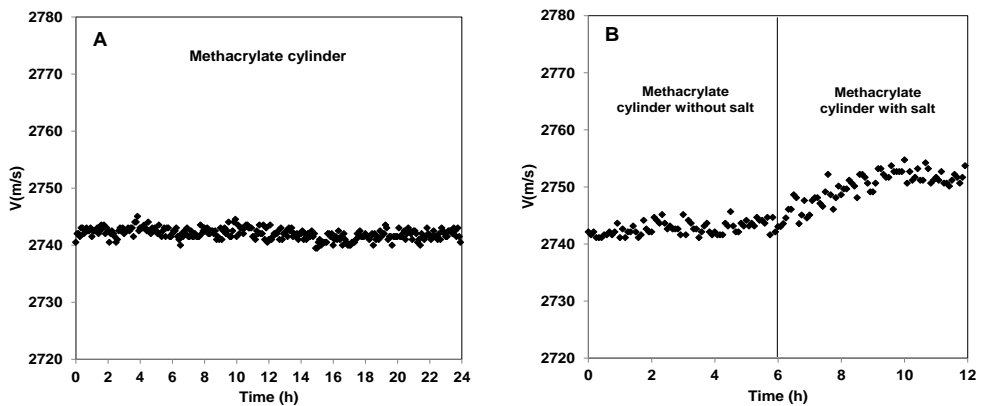 A
Methacrylate cylinder
V(m/s)
2780
2770
2760
2750
2740
2730
2720
0 2 4 6 8 10 12 14 16 18 20 22 24
Time (h)
B
Methacrylate
cylinder without salt
Methacrylate
cylinder with salt
V(m/s)
2780
2770
2760
2750
2740
2730
2720
0 2 4 6 8 10 12
Time (h)